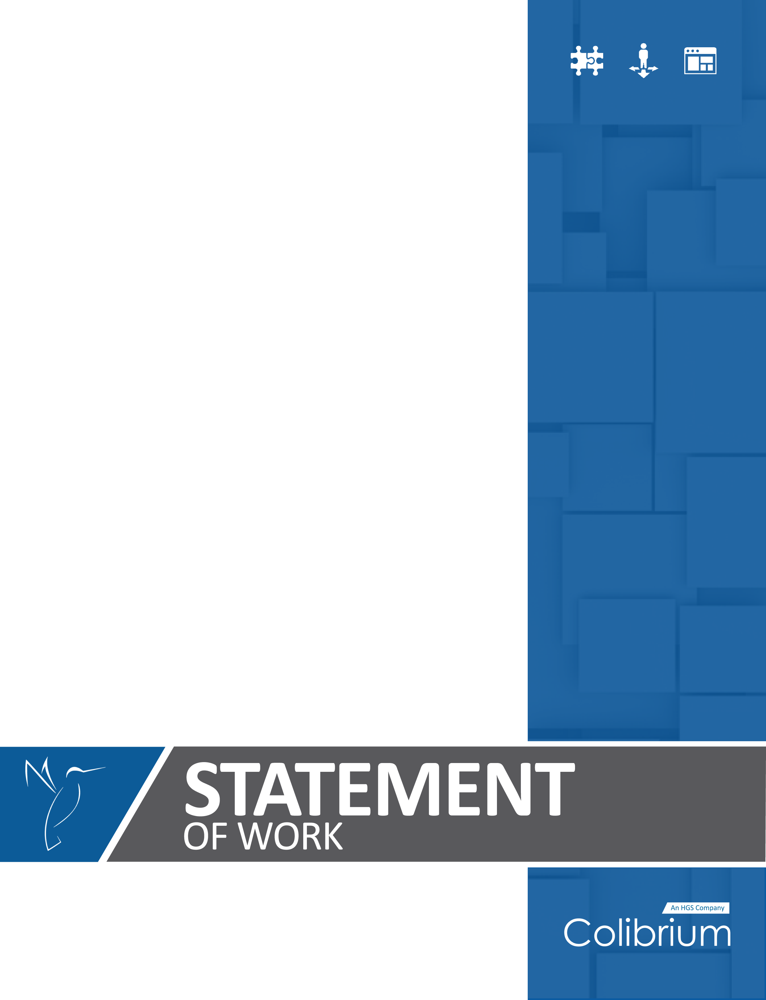 STATEMENT
OF WORK
An HGS Company
Colibrium